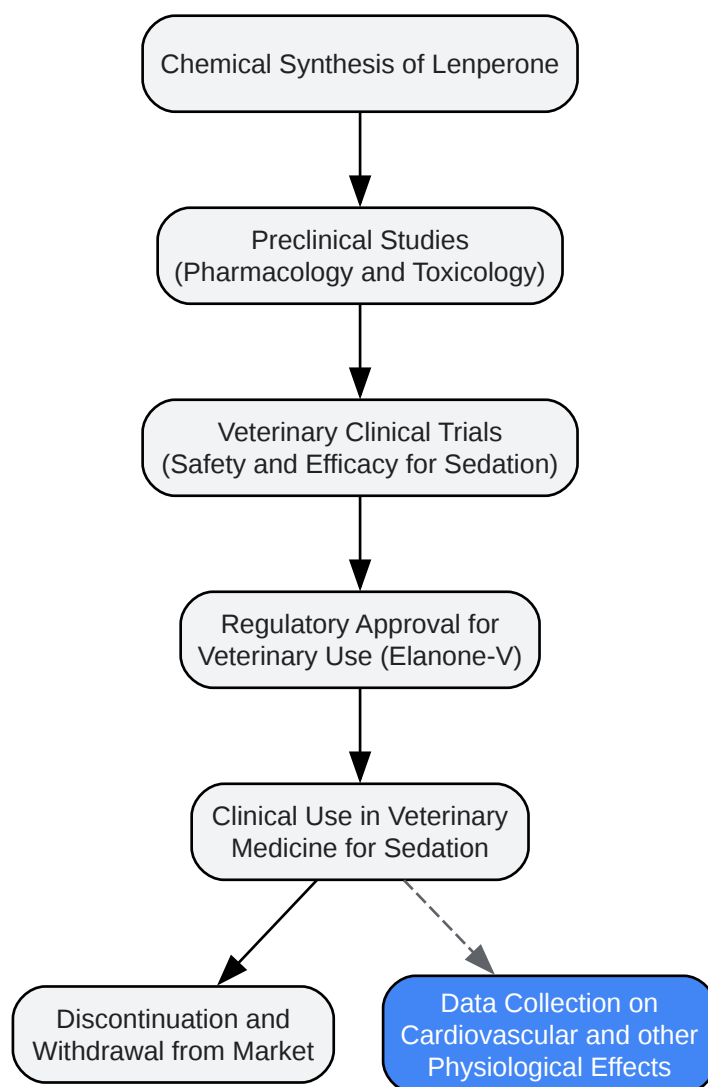 Chemical Synthesis of Lenperone
Preclinical Studies
(Pharmacology and Toxicology)
Veterinary Clinical Trials
(Safety and Efficacy for Sedation)
Regulatory Approval for
Veterinary Use (Elanone-V)
Clinical Use in Veterinary
Medicine for Sedation
Discontinuation and
Withdrawal from Market
Data Collection on
Cardiovascular and other
Physiological Effects